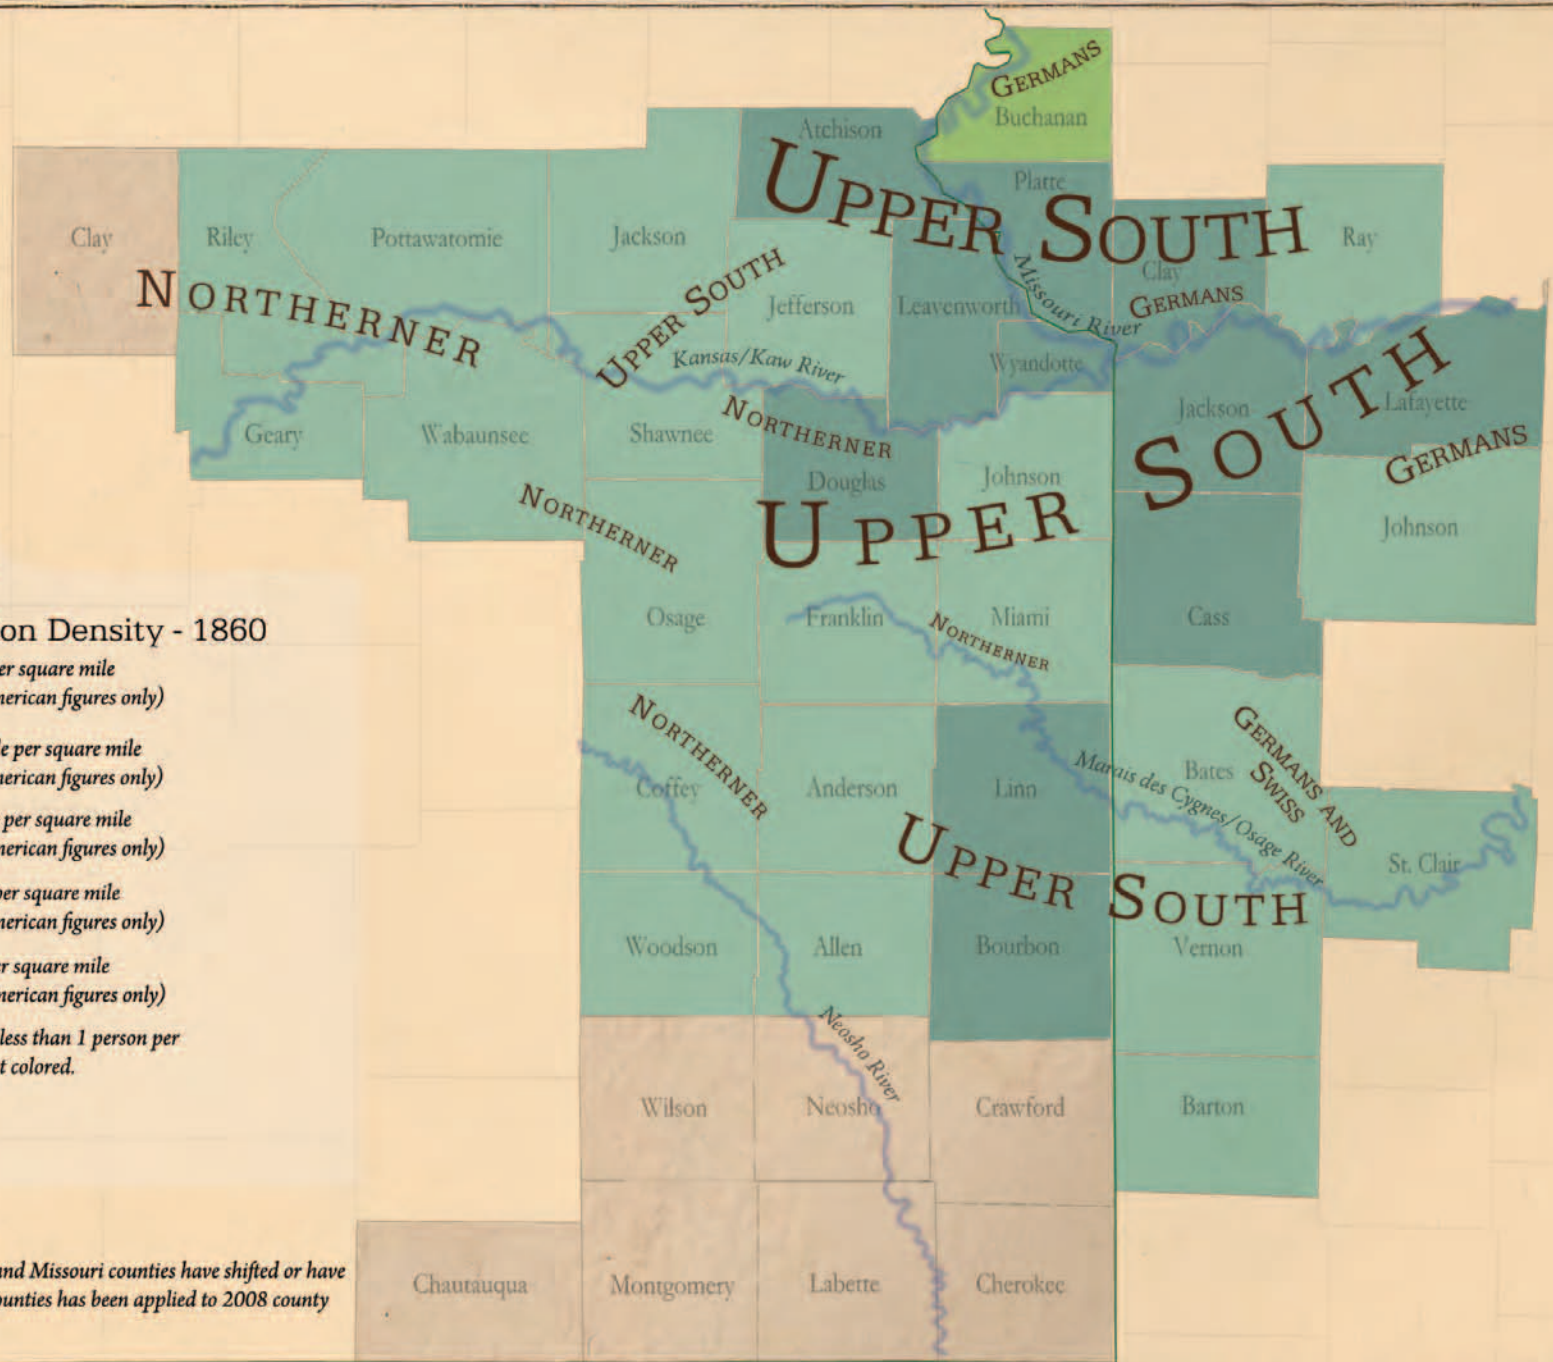 GERMANS
Buchanan
Atchison
Platte
UPPER SOUTH
Clay
Riley
Pottawatomie
Jackson
Ray
Clay
NORTHERNER
UPPER SOUTH
Jefferson
Leavenworth
Missouri River
GERMANS
Kansas/Kaw River
Wyandotte
Jackson
Lafayette
Geary
Wabaunsee
Shawnee
NORTHERNER
Douglas
Johnson
UPPER SOUTH
GERMANS
Johnson
NORTHERNER
Osage
Franklin
Miami
NORTHERNER
Cass
on Density - 1860
er square mile
nerican figures only)
e per square mile
nerican figures only)
per square mile
nerican figures only)
per square mile
nerican figures only)
r square mile
nerican figures only)
less than 1 person per
t colored.
NORTHERNER
Coffey
Anderson
Linn
Marais des Cygnes/Osage River
Bates
GERMANS AND
SWISS
St. Clair
UPPER SOUTH
Woodson
Allen
Bourbon
Vernon
Neosho River
Wilson
Neosho
Crawford
Barton
and Missouri counties have shifted or have
ounties has been applied to 2008 county
Chautauqua
Montgomery
Labette
Cherokee